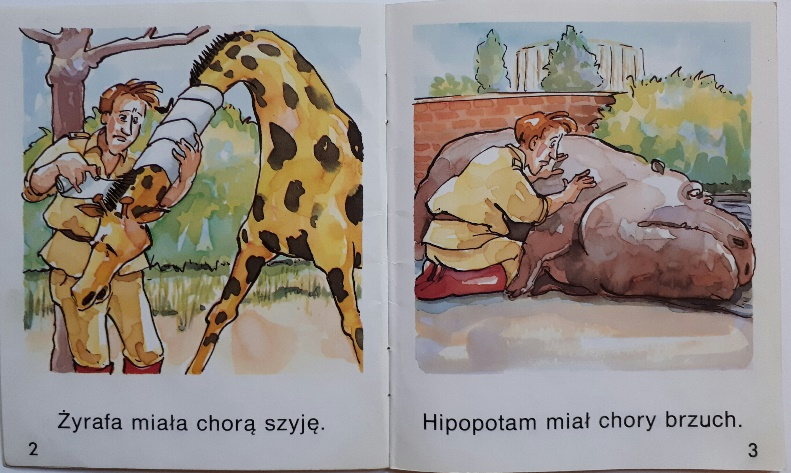 Żyrafa miała chorą szyję.
2
Hipopotam miał chory brzuch.
3